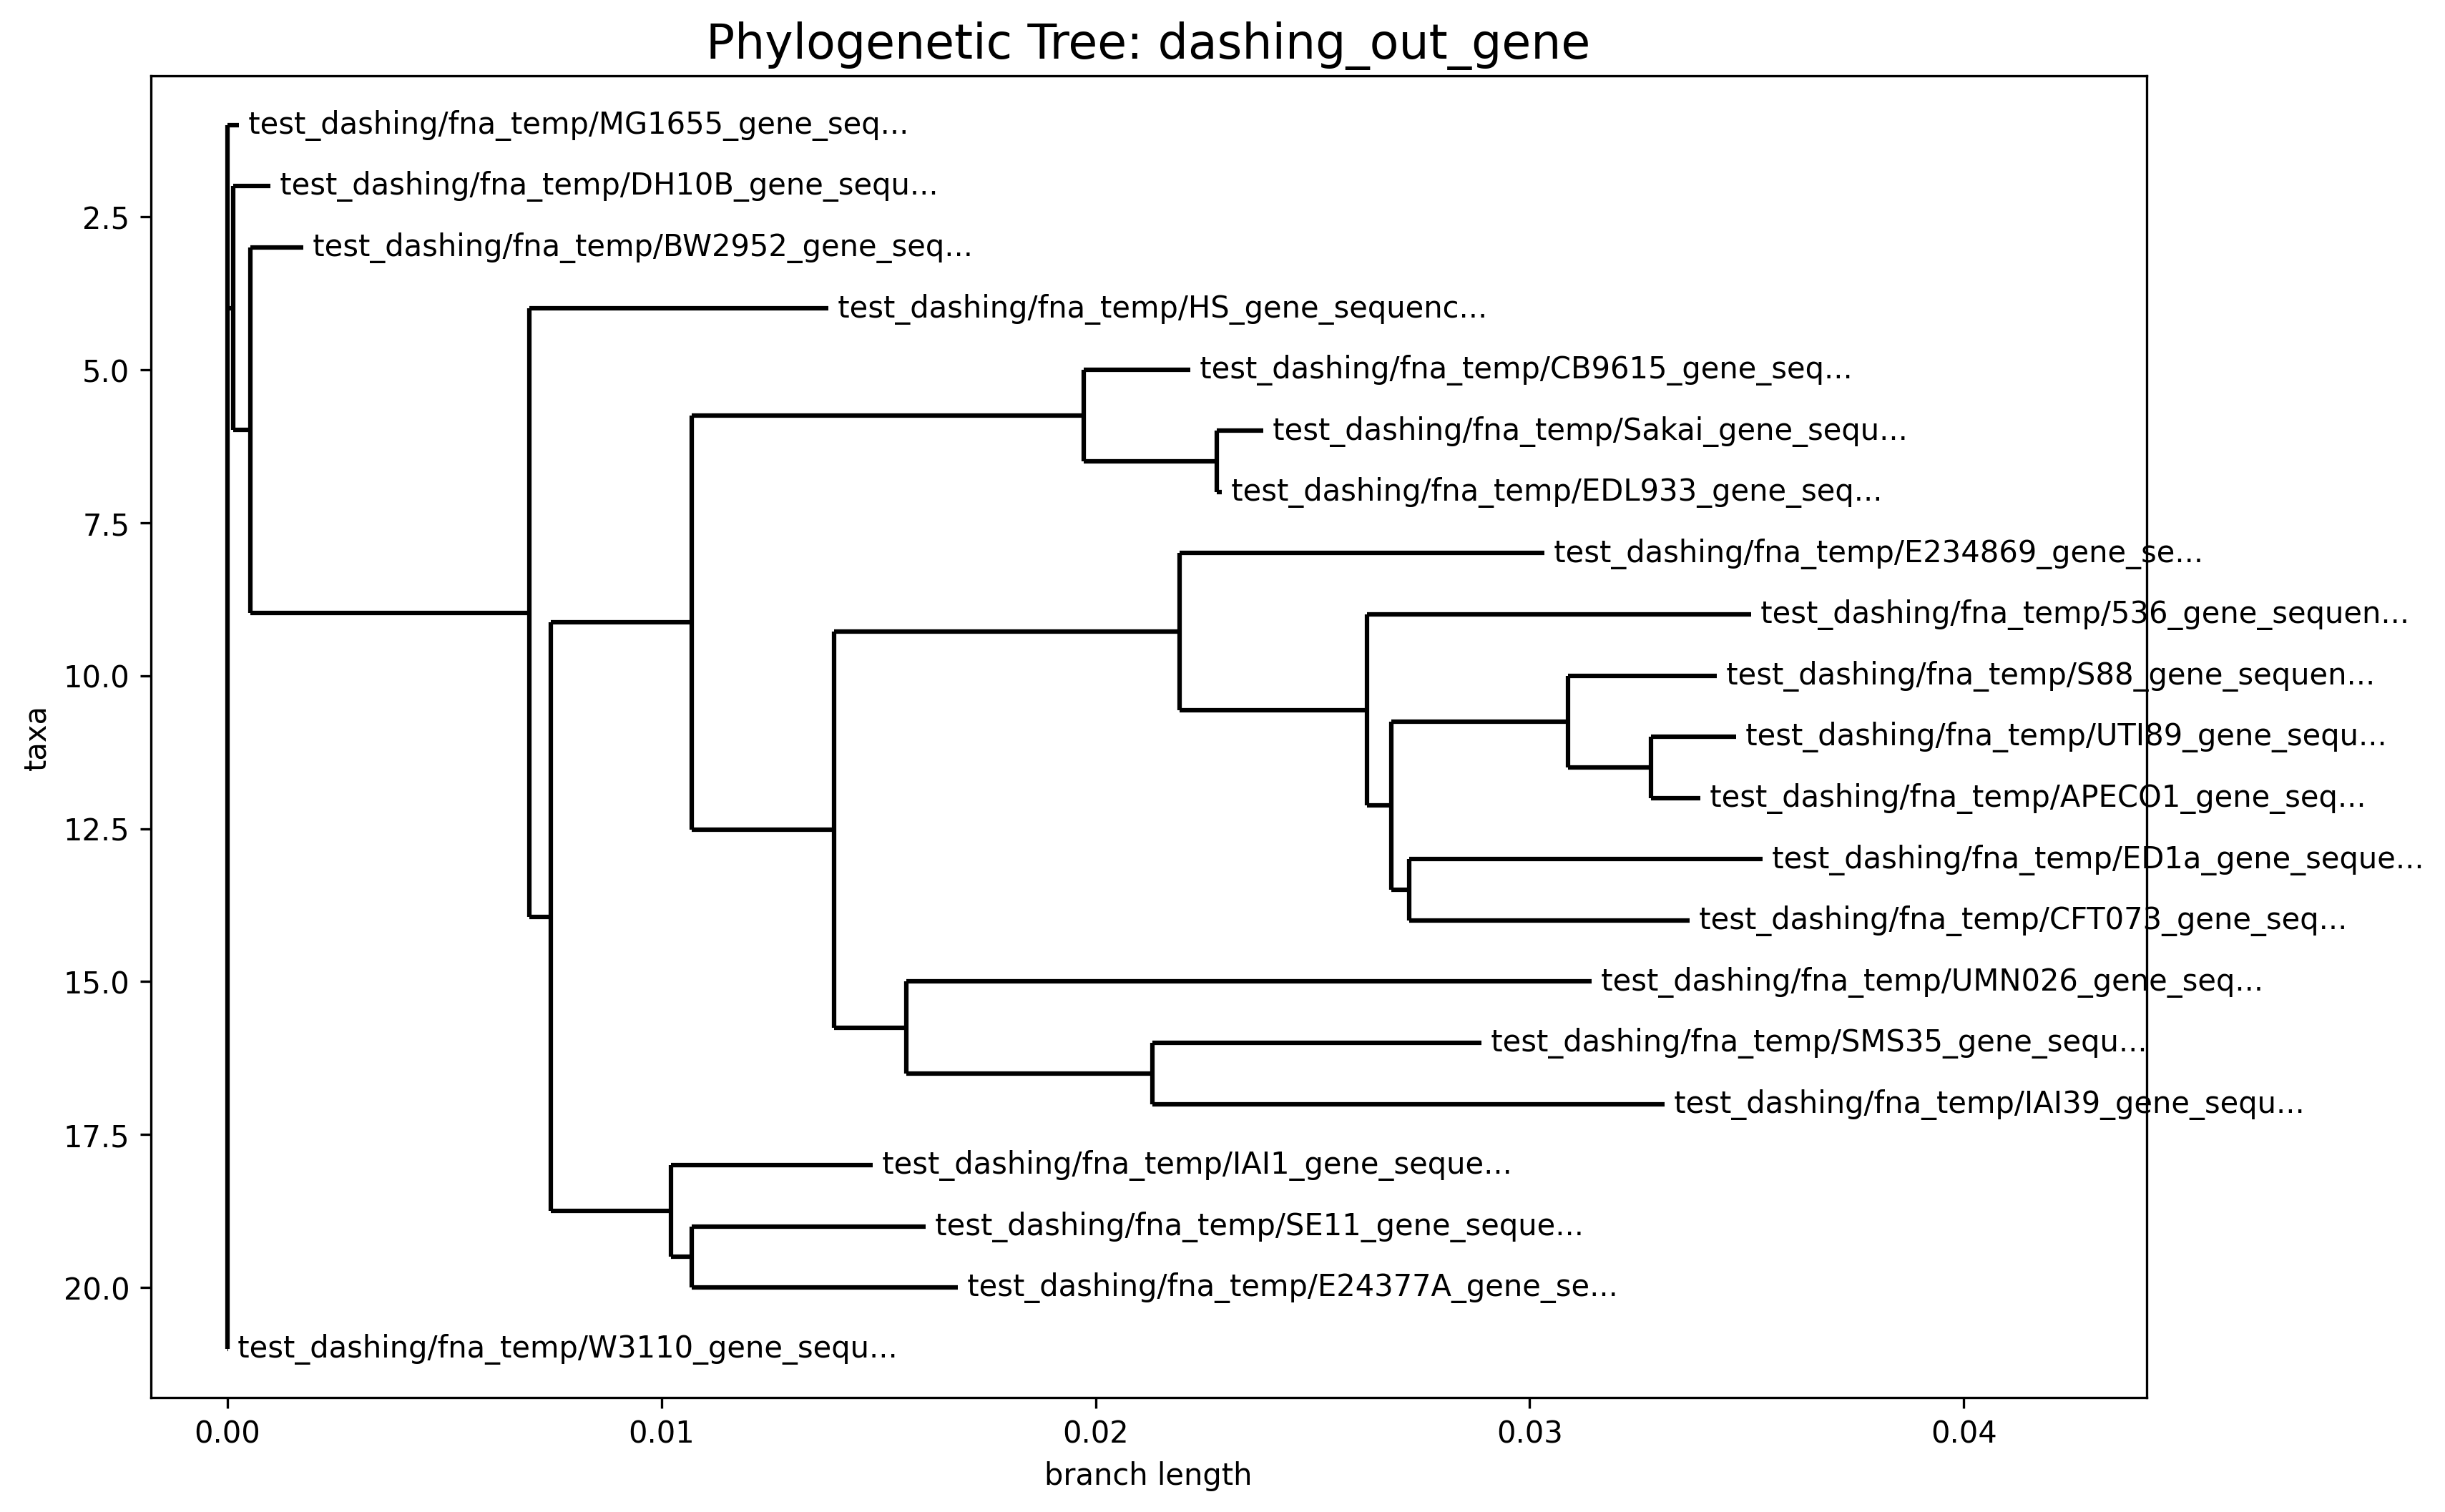 Phylogenetic Tree: dashing_out_gene
test_dashing/fna_temp/MG1655_gene_seq...
test_dashing/fna_temp/DH10B_gene_sequ...
2.5
test_dashing/fna_temp/BW2952_gene_seq...
test_dashing/fna_temp/HS_gene_sequenc...
5.0
test_dashing/fna_temp/CB9615_gene_seq...
test_dashing/fna_temp/Sakai_gene_sequ...
test_dashing/fna_temp/EDL933_gene_seq...
7.5
test_dashing/fna_temp/E234869_gene_se...
test_dashing/fna_temp/536_gene_sequen...
10.0
test_dashing/fna_temp/S88_gene_sequen...
taxa
test_dashing/fna_temp/UTI89_gene_sequ...
test_dashing/fna_temp/APECO1_gene_seq...
12.5
test_dashing/fna_temp/ED1a_gene_seque...
test_dashing/fna_temp/CFT073_gene_seq...
15.0
test_dashing/fna_temp/UMN026_gene_seq...
test_dashing/fna_temp/SMS35_gene_sequ...
test_dashing/fna_temp/IAI39_gene_sequ...
17.5
test_dashing/fna_temp/IAI1_gene_seque...
test_dashing/fna_temp/SE11_gene_seque...
20.0
test_dashing/fna_temp/E24377A_gene_se...
test_dashing/fna_temp/W3110_gene_sequ...
0.00 0.01 0.02 0.03 0.04
branch length